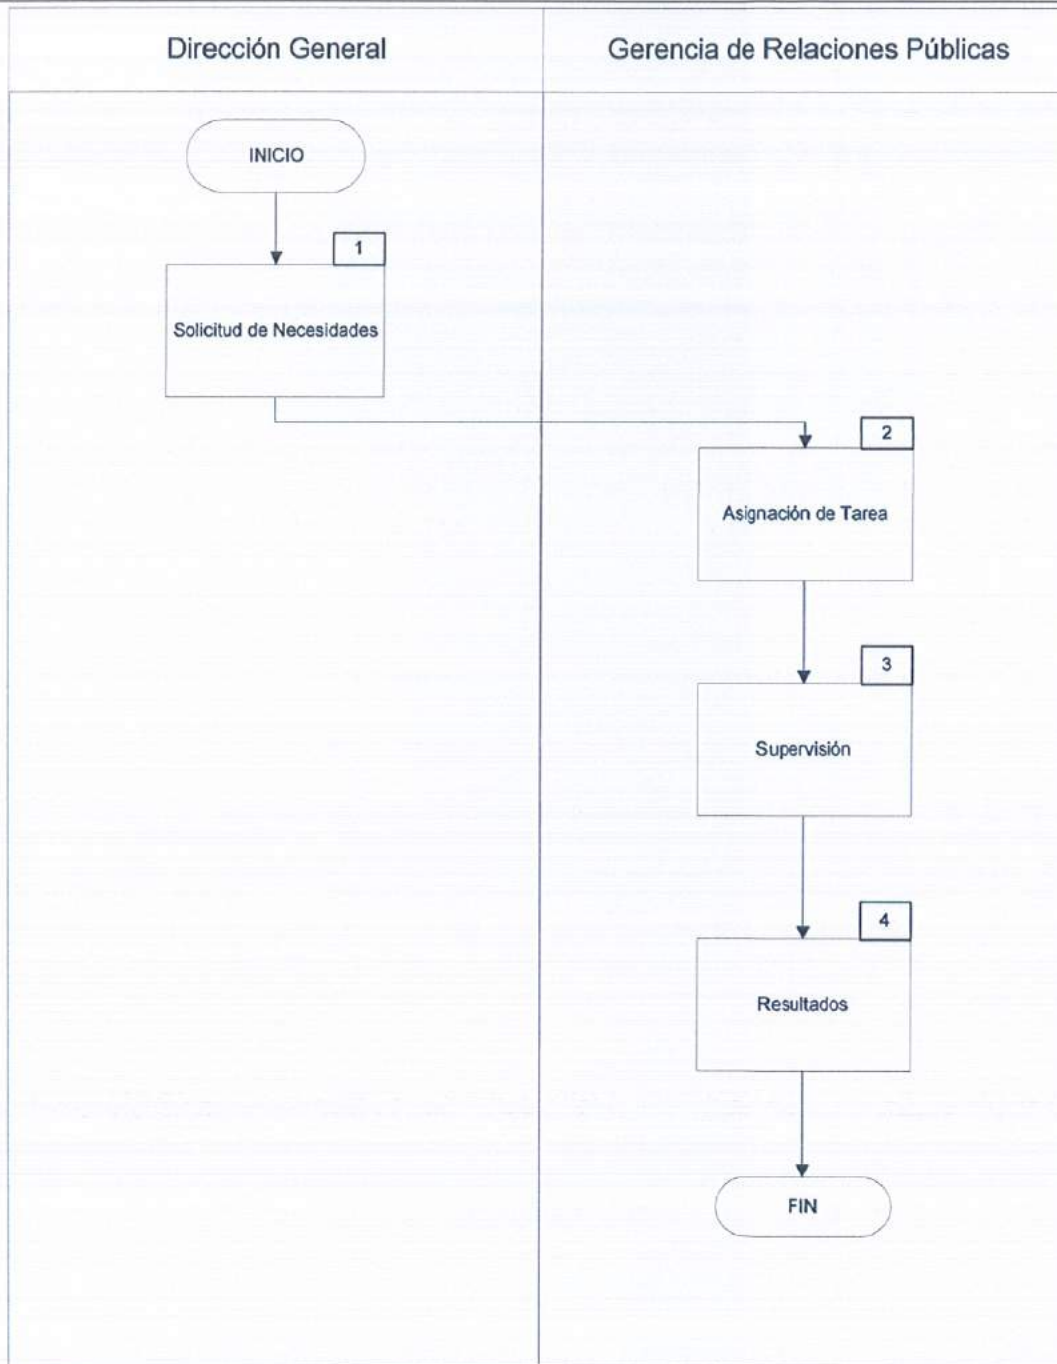 Dirección General
Gerencia de Relaciones Públicas
INICIO
1
Solicitud de Necesidades
2
Asignación de Tarea
3
Supervisión
4
Resultados
FIN